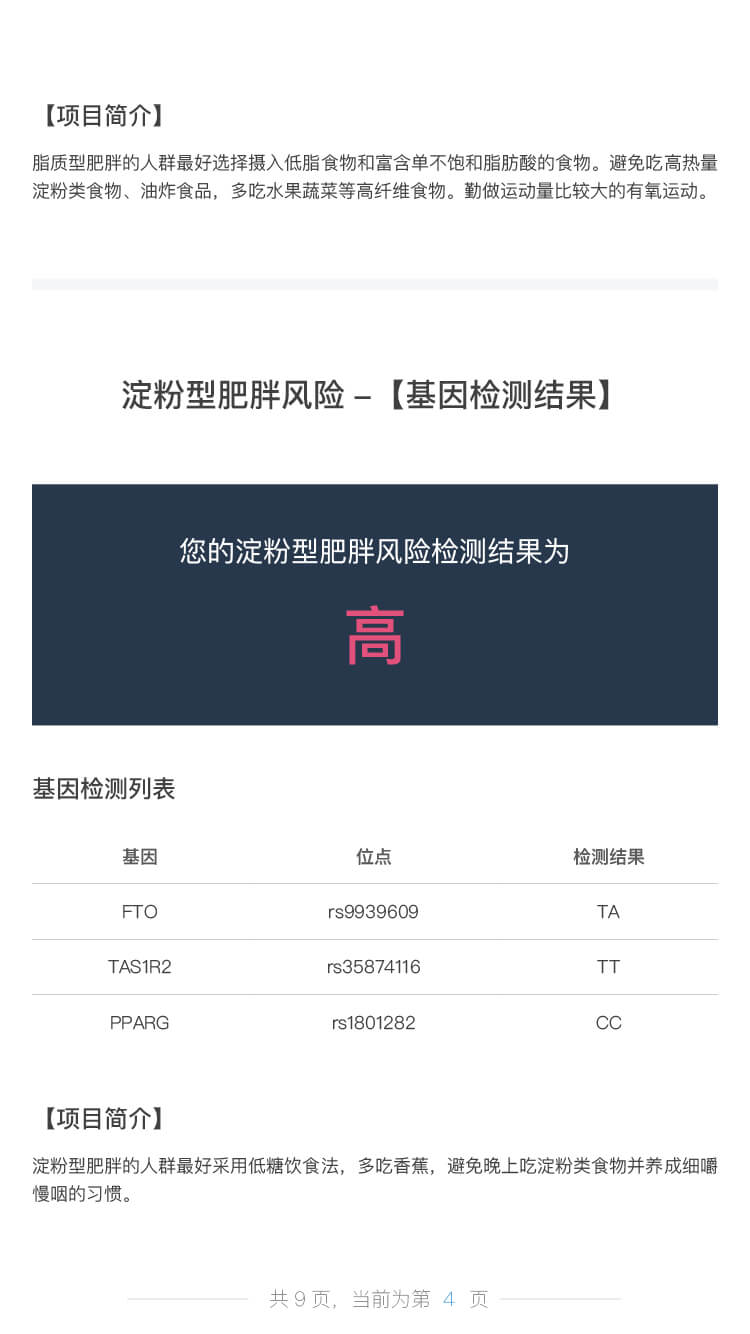 【项目简介】
脂质型肥胖的人群最好选择摄入低脂食物和富含单不饱和脂肪酸的食物。避免吃高热量
淀粉类食物、油炸食品，多吃水果蔬菜等高纤维食物。勤做运动量比较大的有氧运动。
淀粉型肥胖风险 –【基因检测结果】
您的淀粉型肥胖风险检测结果为
高
基因检测列表
基因 位点 检测结果
FTO rs9939609 TA
TAS1R2 rs35874116 TT
PPARG rs1801282 CC
【项目简介】
淀粉型肥胖的人群最好采用低糖饮食法，多吃香蕉，避免晚上吃淀粉类食物并养成细嚼
慢咽的习惯。
共 9 页，当前为第 4 页